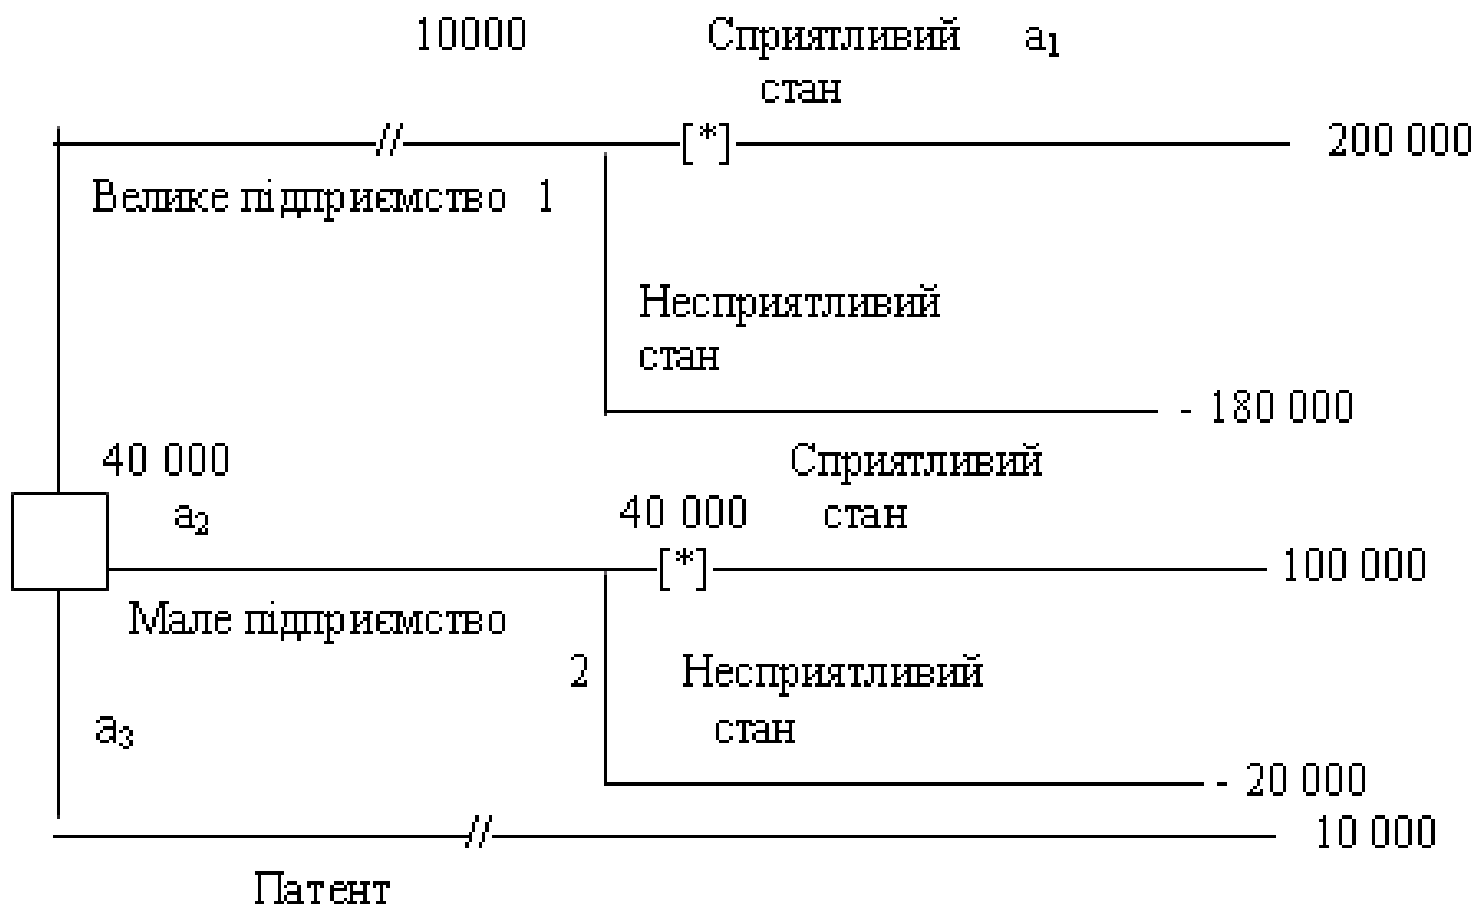 10000 Сприятливий a1
стан
// [*] 200 000
Велике підприємство 1
Несприятливий
стан
- 180 000
40 000 Сприятливий
a2 40 000 стан
[*] 100 000
Мале підприємство
2 Несприятливий
a3 стан
- 20 000
// 10 000
Патент